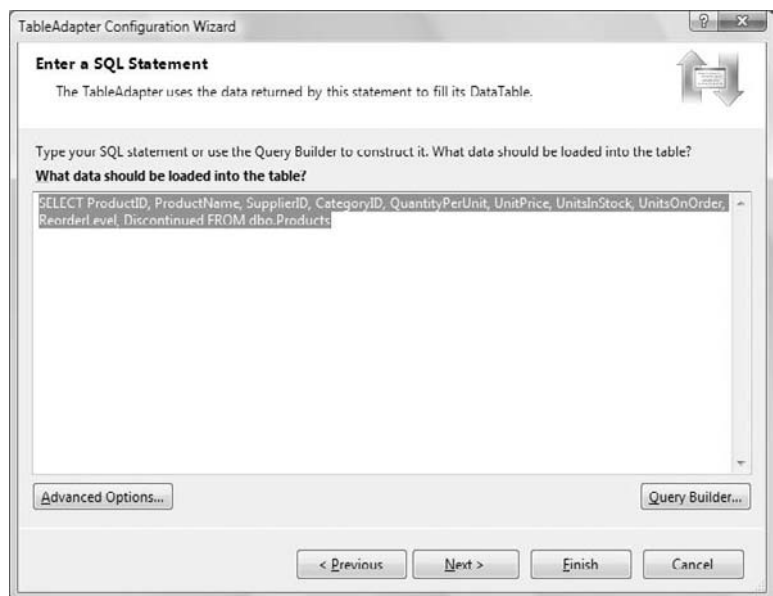 TableAdapter Configuration Wizard
Enter a SQL Statement
The TableAdapter uses the data returned by this statement to fill its DataTable.
Type your SQL statement or use the Query Builder to construct it. What data should be loaded into the table?
What data should be loaded into the table?
SELECT ProductID, ProductName, SupplierID, CategoryID, QuantityPerUnit, UnitPrice, UnitsInStock, UnitsOnOrder,
ReorderLevel, Discontinued FROM dbo.Products
Advanced Options...
Query Builder...
< Previous
Next >
Finish
Cancel